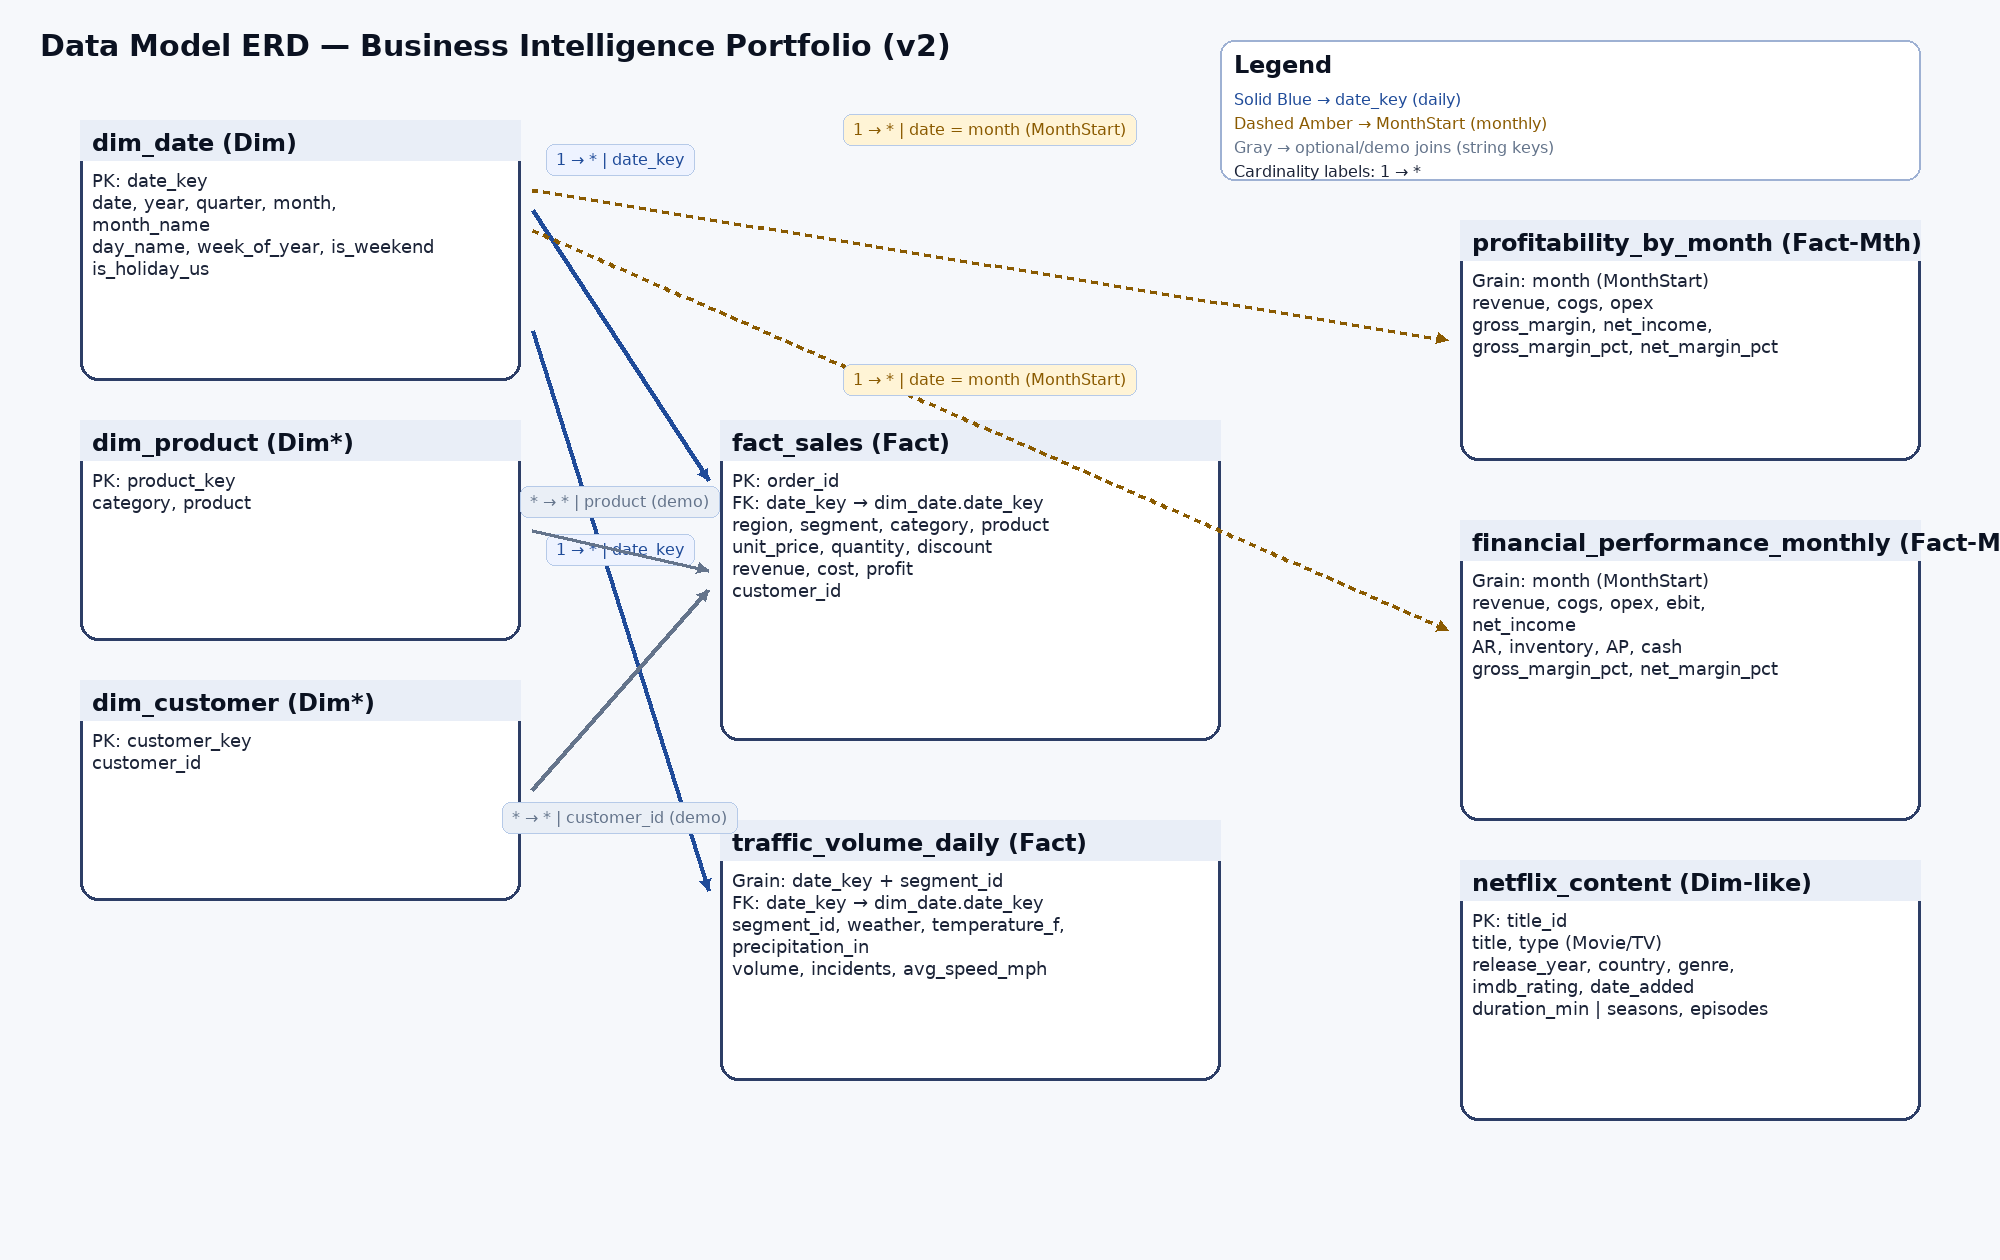 Data Model ERD — Business Intelligence Portfolio (v2)
Legend
Solid Blue → date_key (daily)
Dashed Amber → MonthStart (monthly)
Gray → optional/demo joins (string keys)
Cardinality labels: 1 → *
dim_date (Dim)
PK: date_key
date, year, quarter, month,
month_name
day_name, week_of_year, is_weekend
is_holiday_us
1 → * | date_key
1 → * | date = month (MonthStart)
profitability_by_month (Fact-Mth)
Grain: month (MonthStart)
revenue, cogs, opex
gross_margin, net_income,
gross_margin_pct, net_margin_pct
1 → * | date = month (MonthStart)
dim_product (Dim*)
PK: product_key
category, product
* → * | product (demo)
1 → * | date_key
fact_sales (Fact)
PK: order_id
FK: date_key → dim_date.date_key
region, segment, category, product
unit_price, quantity, discount
revenue, cost, profit
customer_id
financial_performance_monthly (Fact-M
Grain: month (MonthStart)
revenue, cogs, opex, ebit,
net_income
AR, inventory, AP, cash
gross_margin_pct, net_margin_pct
dim_customer (Dim*)
PK: customer_key
customer_id
* → * | customer_id (demo)
traffic_volume_daily (Fact)
Grain: date_key + segment_id
FK: date_key → dim_date.date_key
segment_id, weather, temperature_f,
precipitation_in
volume, incidents, avg_speed_mph
netflix_content (Dim-like)
PK: title_id
title, type (Movie/TV)
release_year, country, genre,
imdb_rating, date_added
duration_min | seasons, episodes